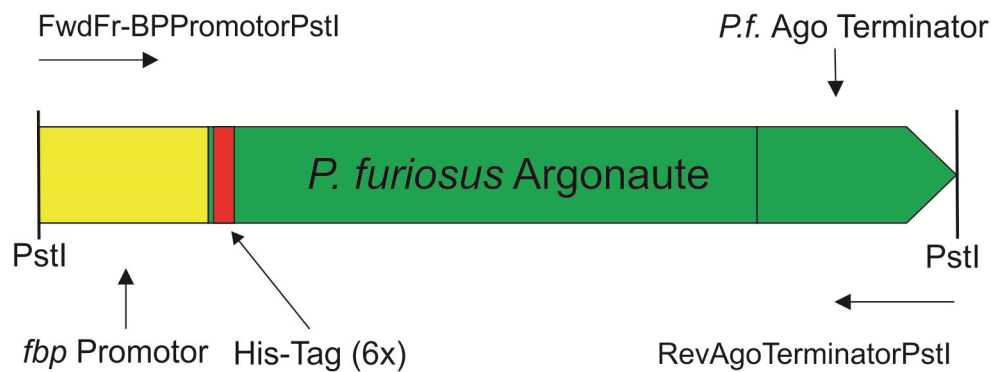 FwdFr-BPPromotorPstI
P.f. Ago Terminator
P. furiosus Argonaute
PstI
PstI
fbp Promotor
His-Tag (6x)
RevAgoTerminatorPstI